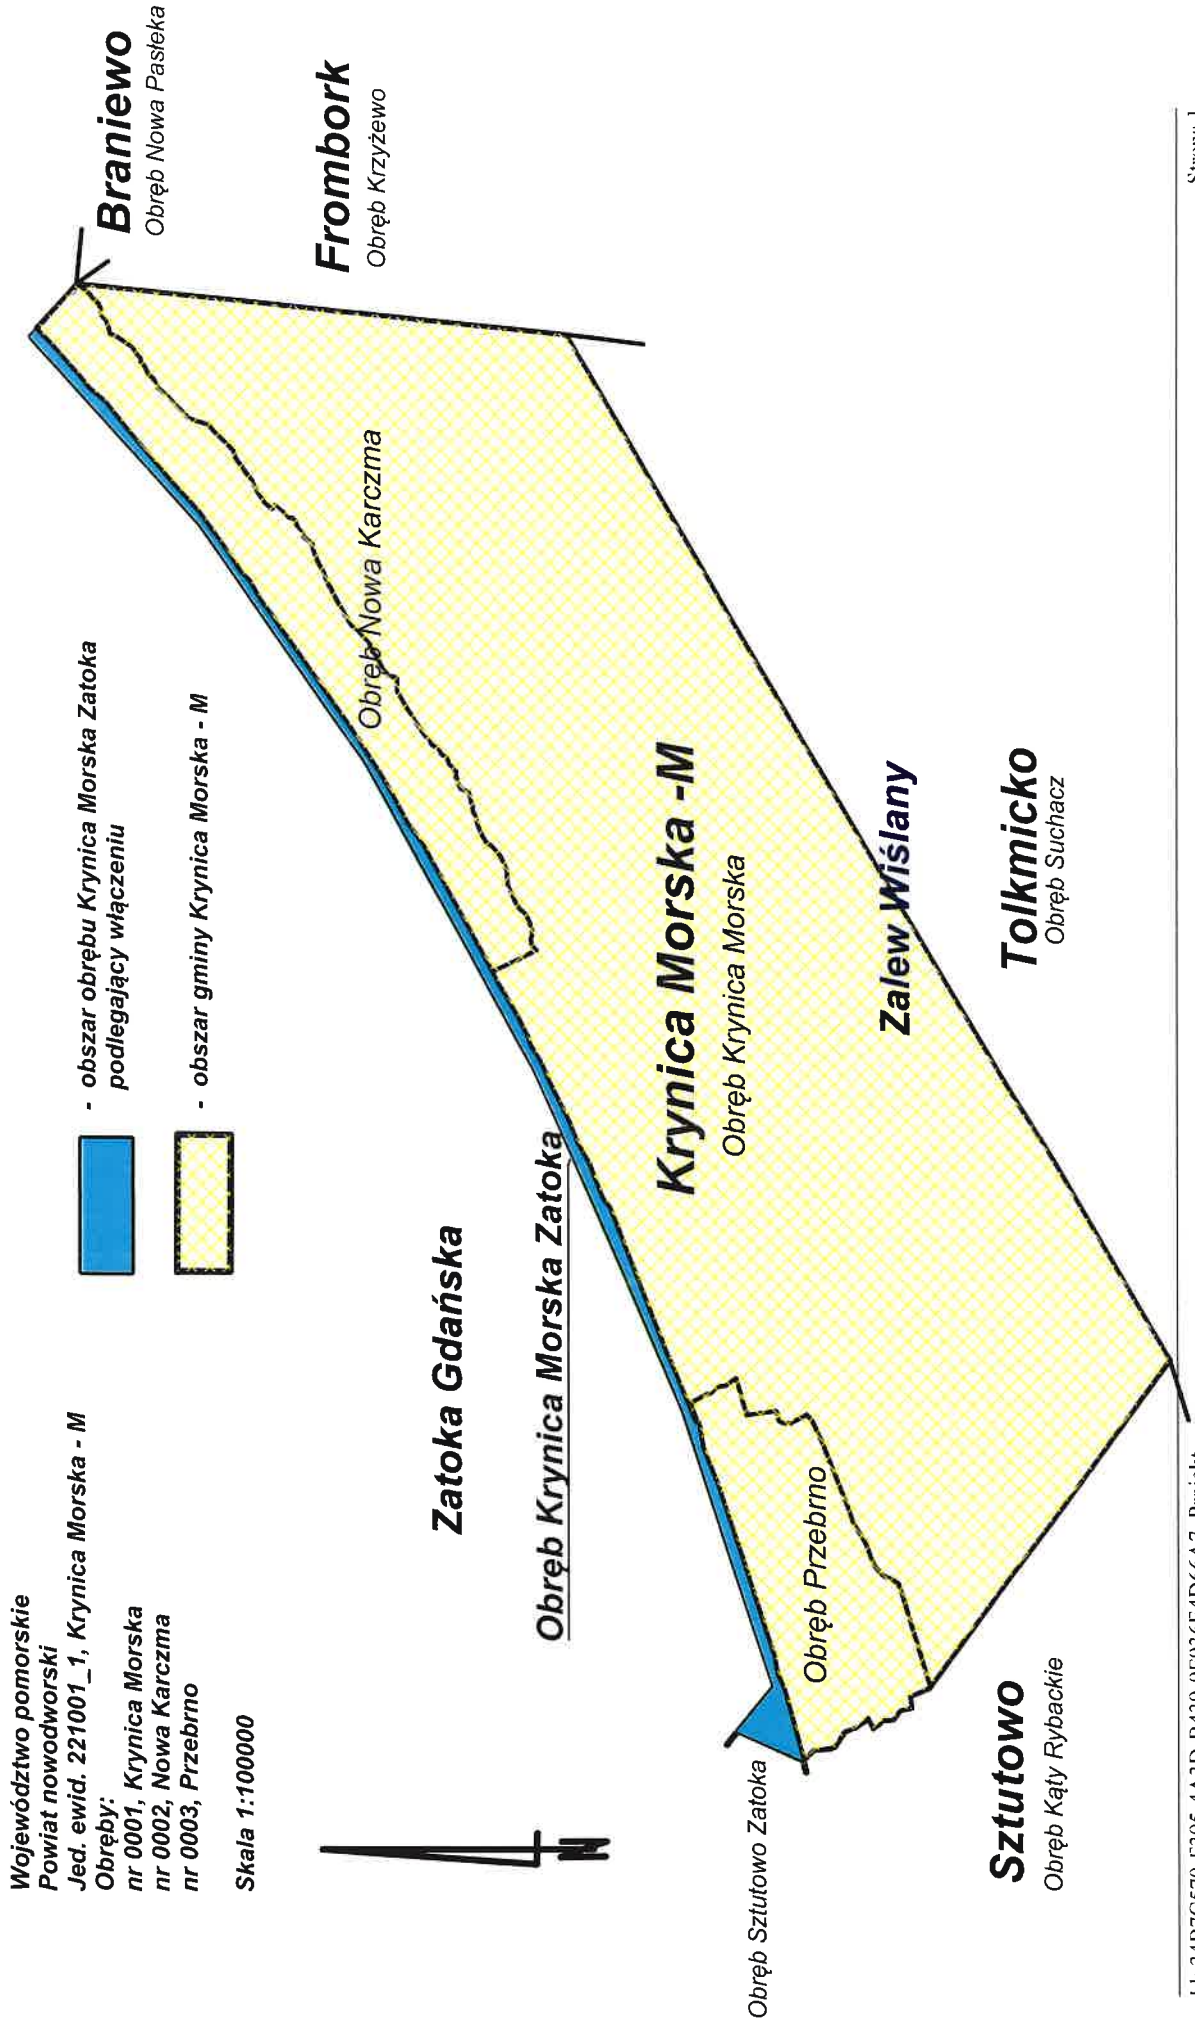 Województwo pomorskie
Powiat nowodworski
Jed. ewid. 221001_1, Krynica Morska - M
Obręby:
nr 0001, Krynica Morska
nr 0002, Nowa Karczma
nr 0003, Przebrno
Skala 1:100000
- obszar obrębu Krynica Morska Zatoka
podlegający włączeniu
- obszar gminy Krynica Morska - M
Braniewo
Obręb Nowa Pasłeka
Frombork
Obręb Krzyżewo
Zatoka Gdańska
Obręb Krynica Morska Zatoka
Obręb Nowa Karczma
Krynica Morska -M
Obręb Krynica Morska
Obręb Przebrno
Obręb Sztutowo Zatoka
Zalew Wiślany
Sztutowo
Obręb Kąty Rybackie
Tolkmicko
Obręb Suchacz
N